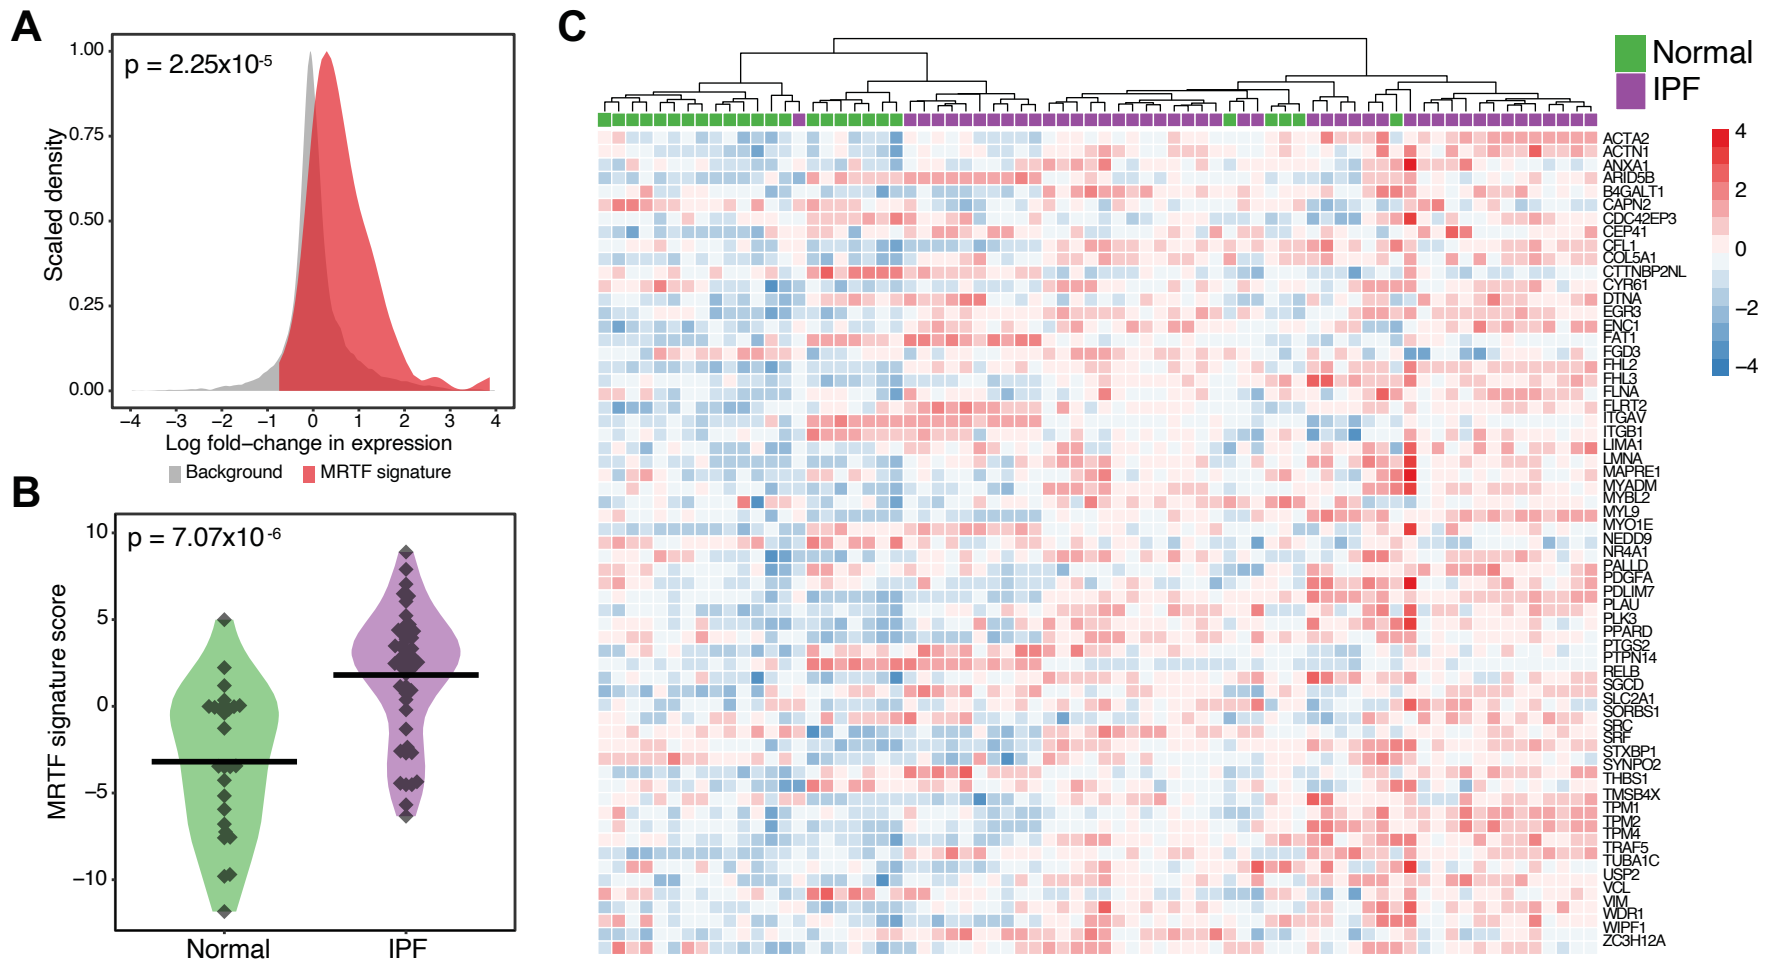 A
p = 2.25x10-5
1.00
0.75
0.50
0.25
0.00
Scaled density
−4 −3 −2 −1 0 1 2 3 4
Log fold−change in expression
Background MRTF signature
B
p = 7.07x10-6
10
5
0
−5
−10
MRTF signature score
Normal IPF
C
Normal
IPF
4
2
0
−2
−4
ACTA2
ACTN1
ANXA1
ARID5B
B4GALT1
CAPN2
CDC42EP3
CEP41
CFL1
COL5A1
CTTNBP2NL
CYR61
DTNA
EGR3
ENC1
FAT1
FGD3
FHL2
FHL3
FLNA
FLRT2
ITGAV
ITGB1
LIMA1
LMNA
MAPRE1
MYADM
MYBL2
MYL9
MYO1E
NEDD9
NR4A1
PALLD
PDGFA
PDLIM7
PLAU
PLK3
PPARD
PTGS2
PTPN14
RELB
SGCD
SLC2A1
SORBS1
SRC
SRF
STXBP1
SYNPO2
THBS1
TMSB4X
TPM1
TPM2
TPM4
TRAF5
TUBA1C
USP2
VCL
VIM
WDR1
WIPF1
ZC3H12A